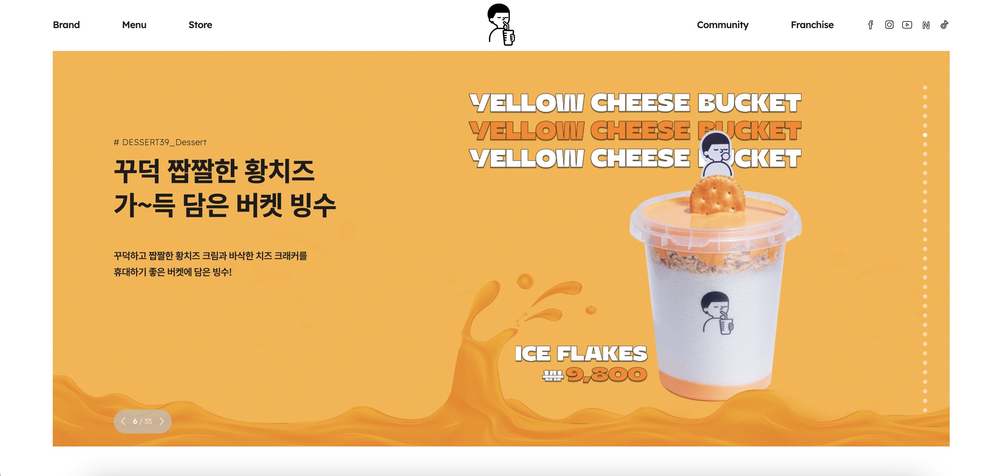 Brand Menu Store Community Franchise
# DESSERT39_Dessert
꾸덕 짭짤한 황치즈
가~득 담은 버켓 빙수
꾸덕하고 짭짤한 황치즈 크림과 바삭한 치즈 크래커를
휴대하기 좋은 버켓에 담은 빙수!
YELLOW CHEESE BUCKET
YELLOW CHEESE BUCKET
YELLOW CHEESE BUCKET
ICE FLAKES
₩9,800
6 / 35